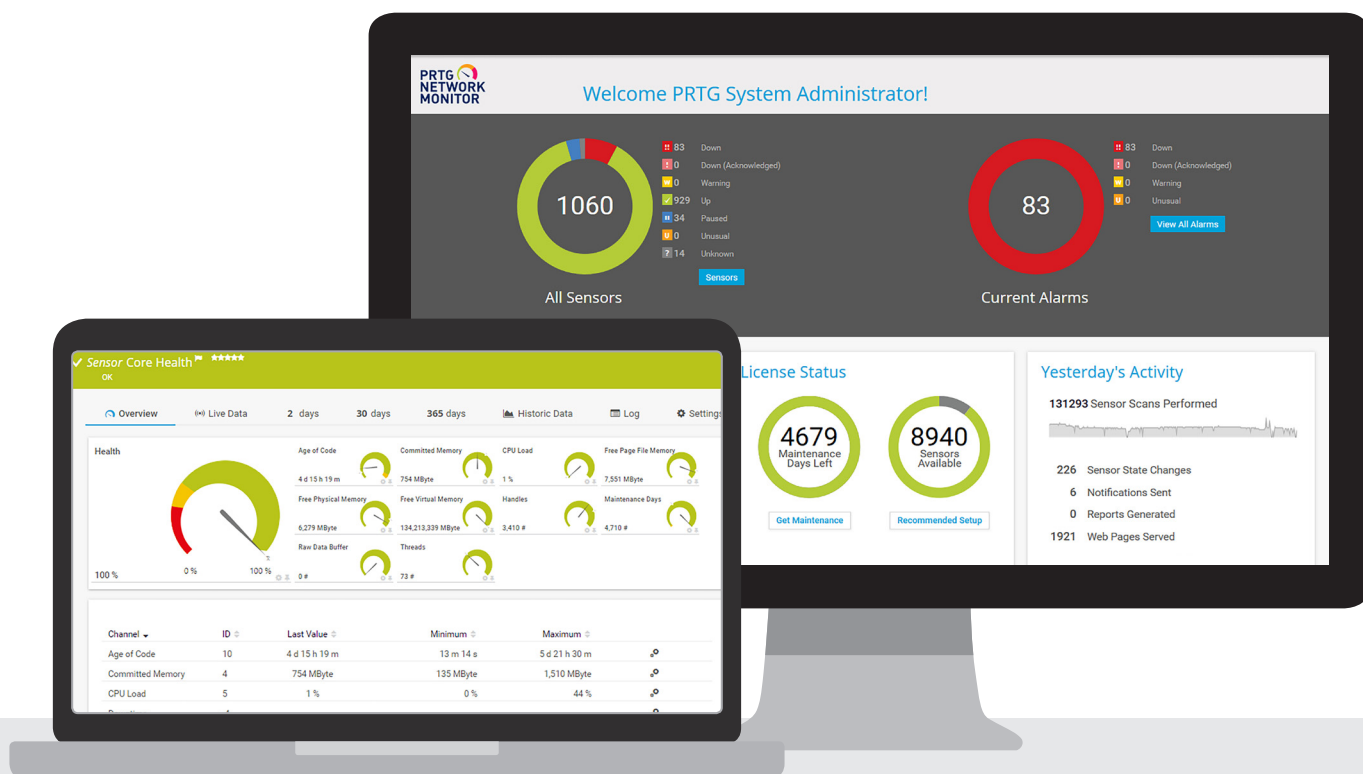 PRTG
NETWORK
MONITOR
Welcome PRTG System Administrator!
1060
All Sensors
!! 83 Down
! 0 Down (Acknowledged)
W 0 Warning
929 Up
34 Paused
U 0 Unusual
? 14 Unknown
Sensors
83
Current Alarms
!! 83 Down
! 0 Down (Acknowledged)
W 0 Warning
U 0 Unusual
View All Alarms
License Status
4679
Maintenance
Days Left
Get Maintenance
8940
Sensors
Available
Recommended Setup
Yesterday's Activity
131293 Sensor Scans Performed
226 Sensor State Changes
6 Notifications Sent
0 Reports Generated
1921 Web Pages Served
Sensor Core Health
OK
Overview Live Data 2 days 30 days 365 days Historic Data Log Settings
Health
100 %
0 % 100 %
Age of Code
4 d 15 h 19 m
Committed Memory
754 MByte
CPU Load
1 %
Free Page File Memory
7,551 MByte
Free Physical Memory
6,279 MByte
Free Virtual Memory
134,213,339 MByte
Handles
3,410 #
Maintenance Days
4,710 #
Raw Data Buffer
0 #
Threads
73 #
Channel ID Last Value Minimum Maximum
Age of Code 10 4 d 15 h 19 m 13 m 14 s 5 d 21 h 30 m
Committed Memory 4 754 MByte 135 MByte 1,510 MByte
CPU Load 5 1 % 0 % 44 %